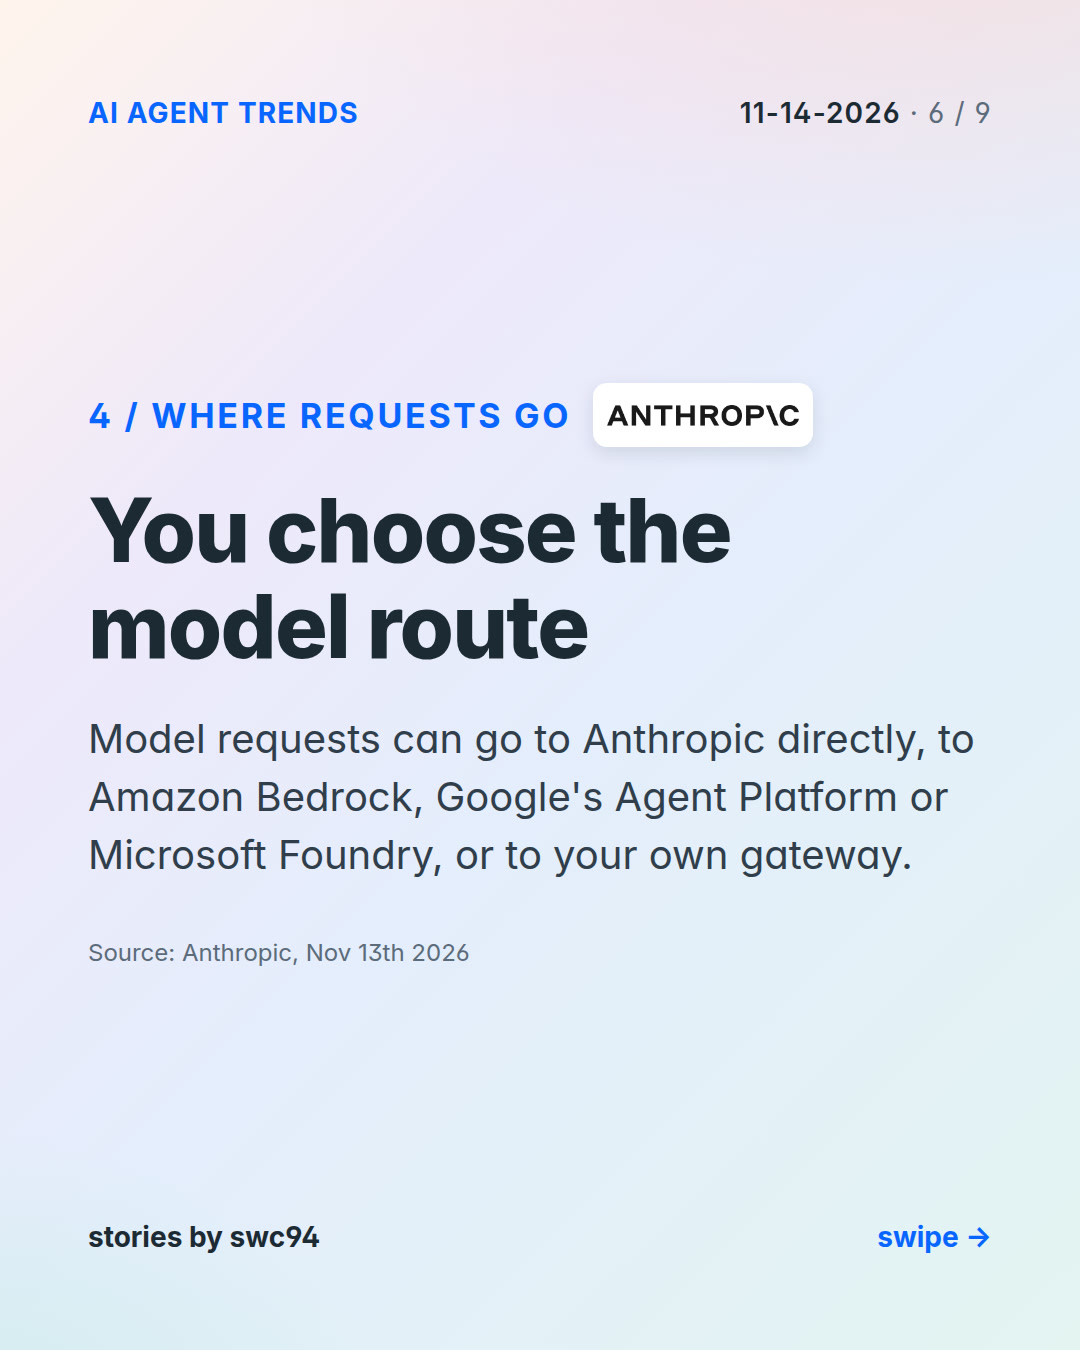 AI AGENT TRENDS
11-14-2026 · 6 / 9
4 / WHERE REQUESTS GO
ANTHROP\C
You choose the
model route
Model requests can go to Anthropic directly, to
Amazon Bedrock, Google's Agent Platform or
Microsoft Foundry, or to your own gateway.
Source: Anthropic, Nov 13th 2026
stories by swc94
swipe →